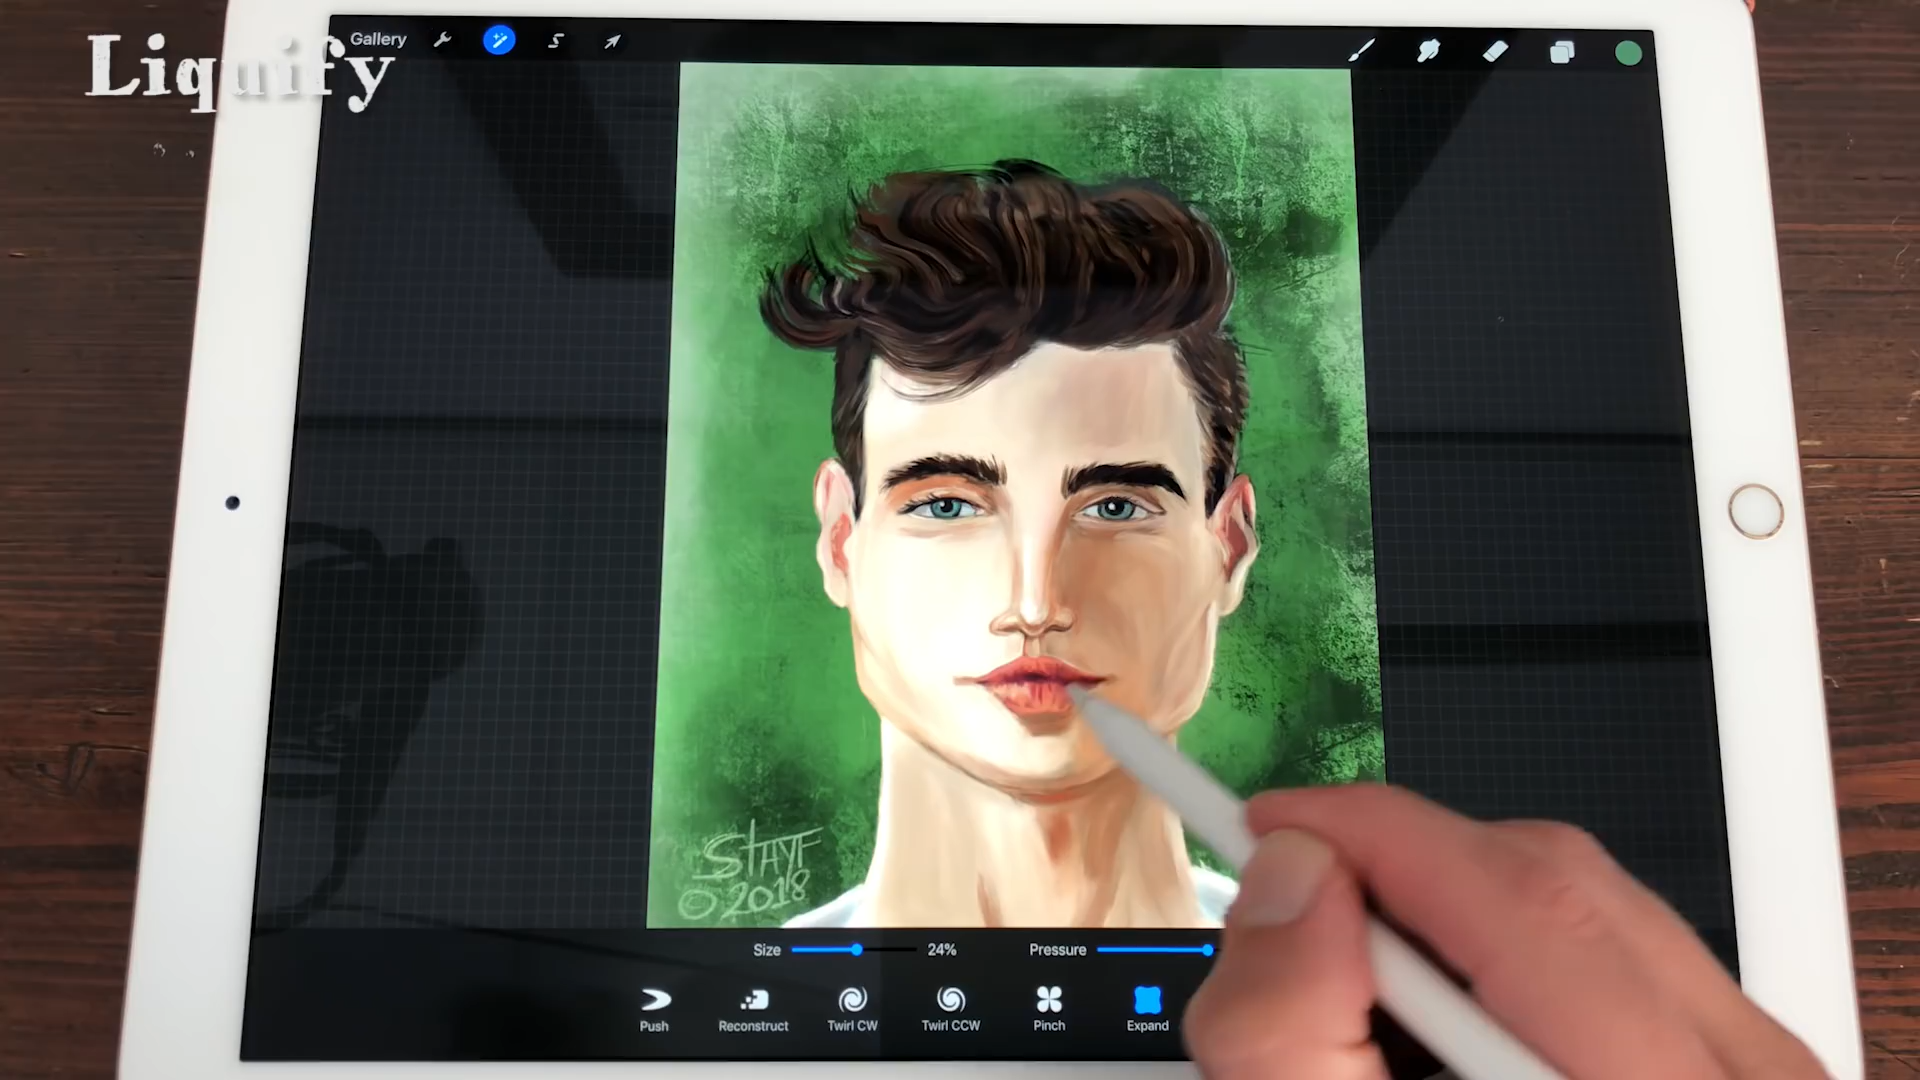 Liquify
Gallery
STAYF
© 2018
Size 24% Pressure
Push Reconstruct Twirl CW Twirl CCW Pinch Expand